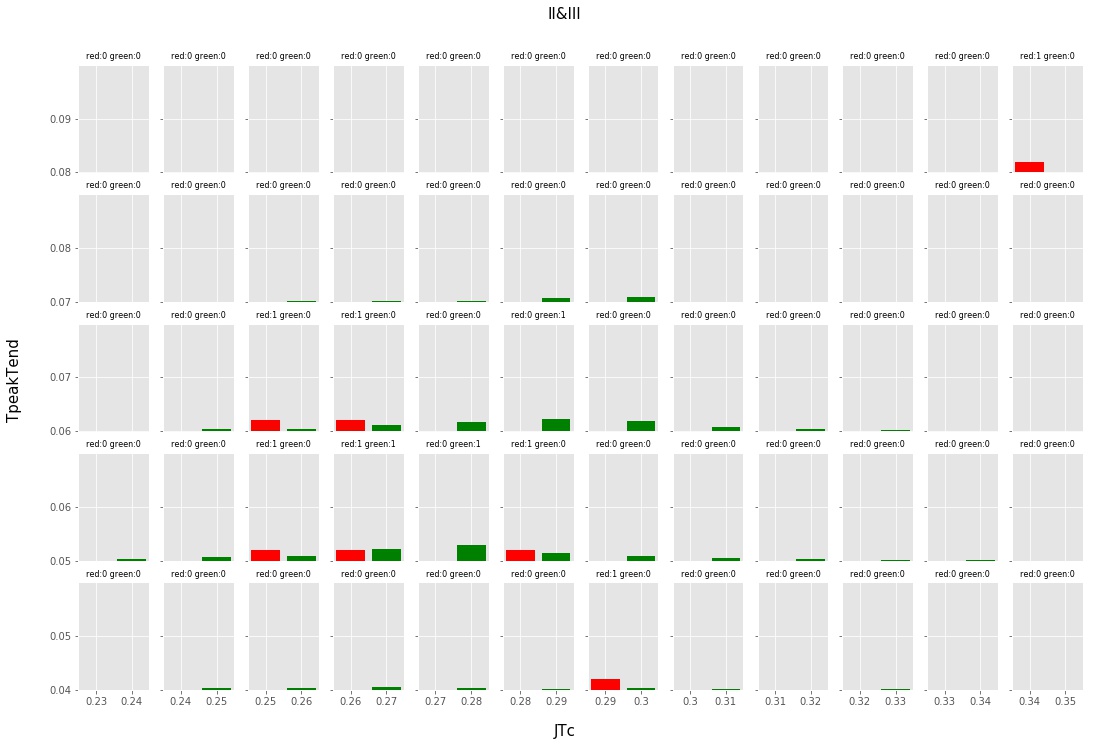 II&III
red:0 green:0 red:0 green:0 red:0 green:0 red:0 green:0 red:0 green:0 red:0 green:0 red:0 green:0 red:0 green:0 red:0 green:0 red:0 green:0 red:0 green:0 red:1 green:0
0.09
0.08
red:0 green:0 red:0 green:0 red:0 green:0 red:0 green:0 red:0 green:0 red:0 green:0 red:0 green:0 red:0 green:0 red:0 green:0 red:0 green:0 red:0 green:0 red:0 green:0
0.08
0.07
red:0 green:0 red:0 green:0 red:1 green:0 red:1 green:0 red:0 green:0 red:0 green:1 red:0 green:0 red:0 green:0 red:0 green:0 red:0 green:0 red:0 green:0 red:0 green:0
0.07
0.06
TpeakTend
red:0 green:0 red:0 green:0 red:1 green:0 red:1 green:1 red:0 green:1 red:1 green:0 red:0 green:0 red:0 green:0 red:0 green:0 red:0 green:0 red:0 green:0 red:0 green:0
0.06
0.05
red:0 green:0 red:0 green:0 red:0 green:0 red:0 green:0 red:0 green:0 red:0 green:0 red:1 green:0 red:0 green:0 red:0 green:0 red:0 green:0 red:0 green:0 red:0 green:0
0.05
0.04
0.23 0.24 0.24 0.25 0.25 0.26 0.26 0.27 0.27 0.28 0.28 0.29 0.29 0.3 0.3 0.31 0.31 0.32 0.32 0.33 0.33 0.34 0.34 0.35
JTc